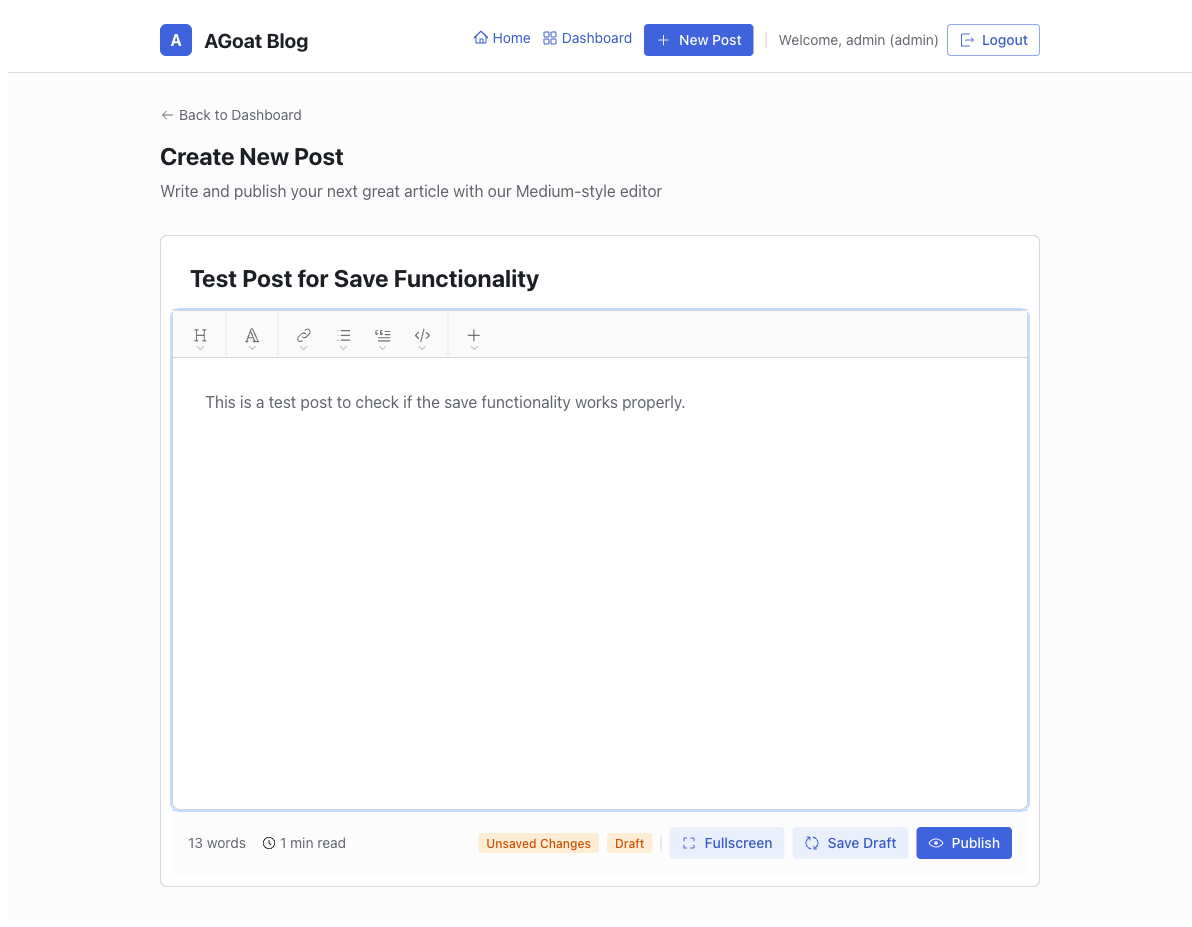 A AGoat Blog Home Dashboard New Post Welcome, admin (admin) Logout
Back to Dashboard
Create New Post
Write and publish your next great article with our Medium-style editor
Test Post for Save Functionality
This is a test post to check if the save functionality works properly.
13 words 1 min read Unsaved Changes Draft Fullscreen Save Draft Publish